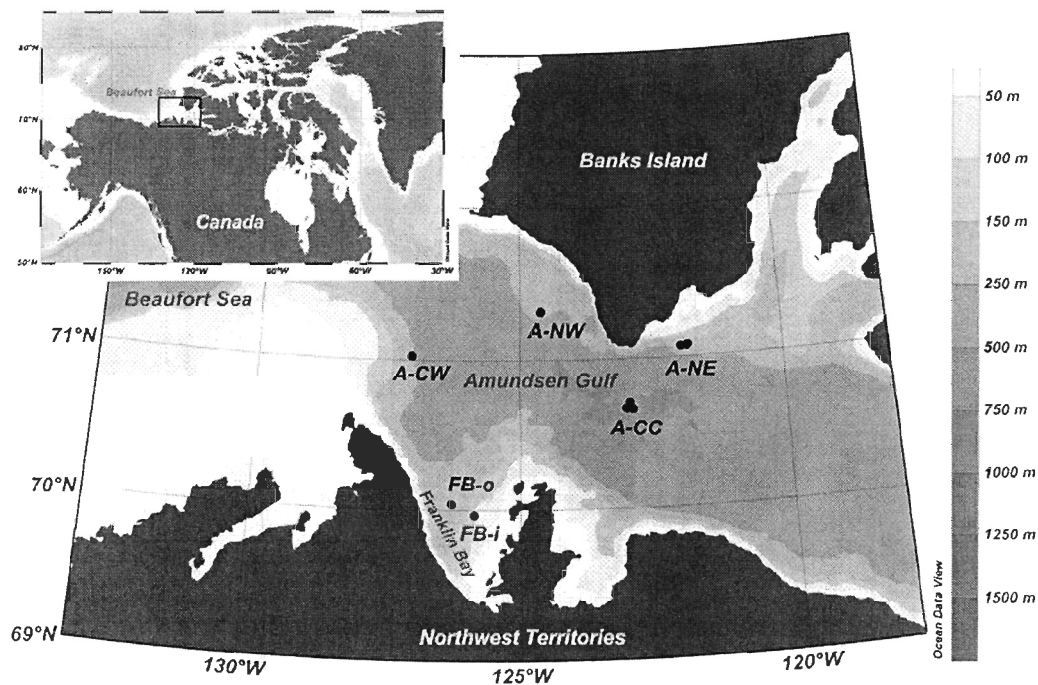 80°N
Beaufort Sea
70°N
60°N
Canada
50°N
150°W
120°W
90°W
60°W
30°W
Banks Island
Beaufort Sea
71°N
A-NW
A-NE
A-CW
Amundsen Gulf
A-CC
70°N
FB-o
FB-i
Franklin Bay
69°N
Northwest Territories
130°W
125°W
120°W
50 m
100 m
150 m
250 m
500 m
750 m
1000 m
1250 m
1500 m
Ocean Data View